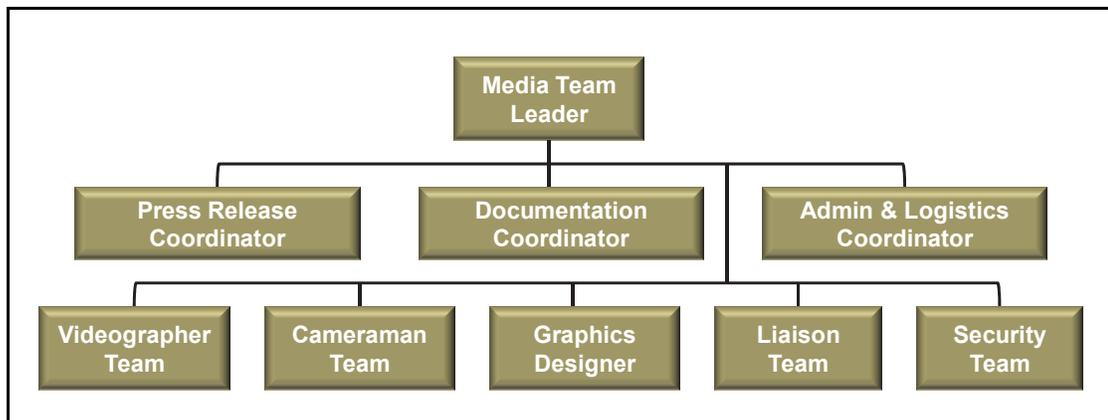 Media Team
Leader
Press Release
Coordinator
Documentation
Coordinator
Admin & Logistics
Coordinator
Videographer
Team
Cameraman
Team
Graphics
Designer
Liaison
Team
Security
Team